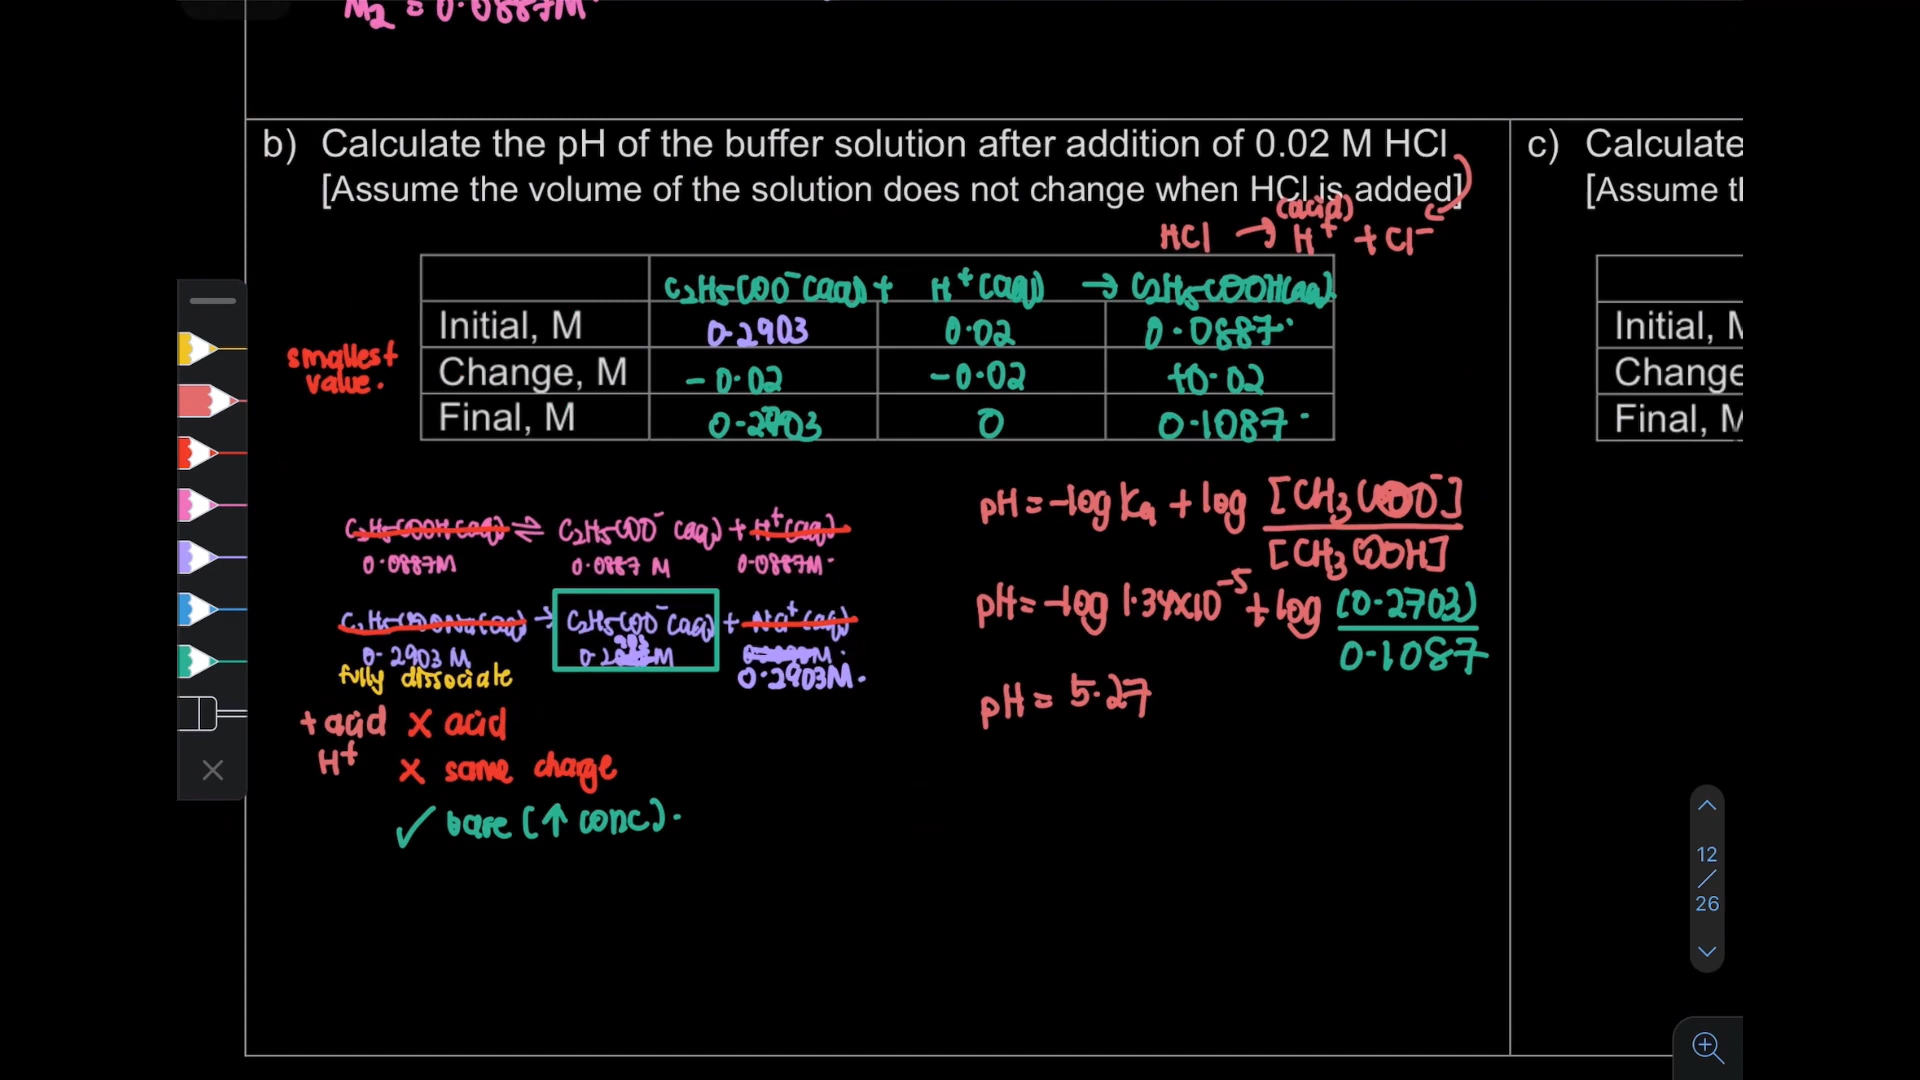 M₂ = 0.0887M
b) Calculate the pH of the buffer solution after addition of 0.02 M HCl
[Assume the volume of the solution does not change when HCl is added]
(acid)
HCl → H⁺ + Cl⁻
C₂H₅COO⁻(aq) + H⁺(aq) → C₂H₅COOH(aq)
Initial, M 0.2903 0.02 0.0887
smallest value.
Change, M -0.02 -0.02 +0.02
Final, M 0 0.1087
C₂H₅COOH(aq) ⇌ C₂H₅COO⁻(aq) + H⁺(aq)
0.0887M 0.0887 M 0.0887M
C₂H₅COONa(aq) → C₂H₅COO⁻(aq) + Na⁺(aq)
0.2903 M
0.2903M.
fully dissociate
+ acid X acid
H⁺ X same charge
✓ base (↑ conc).
pH = -log Ka + log [CH₃COO⁻]
[CH₃COOH]
pH = -log 1.34x10⁻⁵ + log (0.2703)
0.1087
pH = 5.27
c) Calculate
[Assume t
Initial, M
Change
Final, M
12
/
26